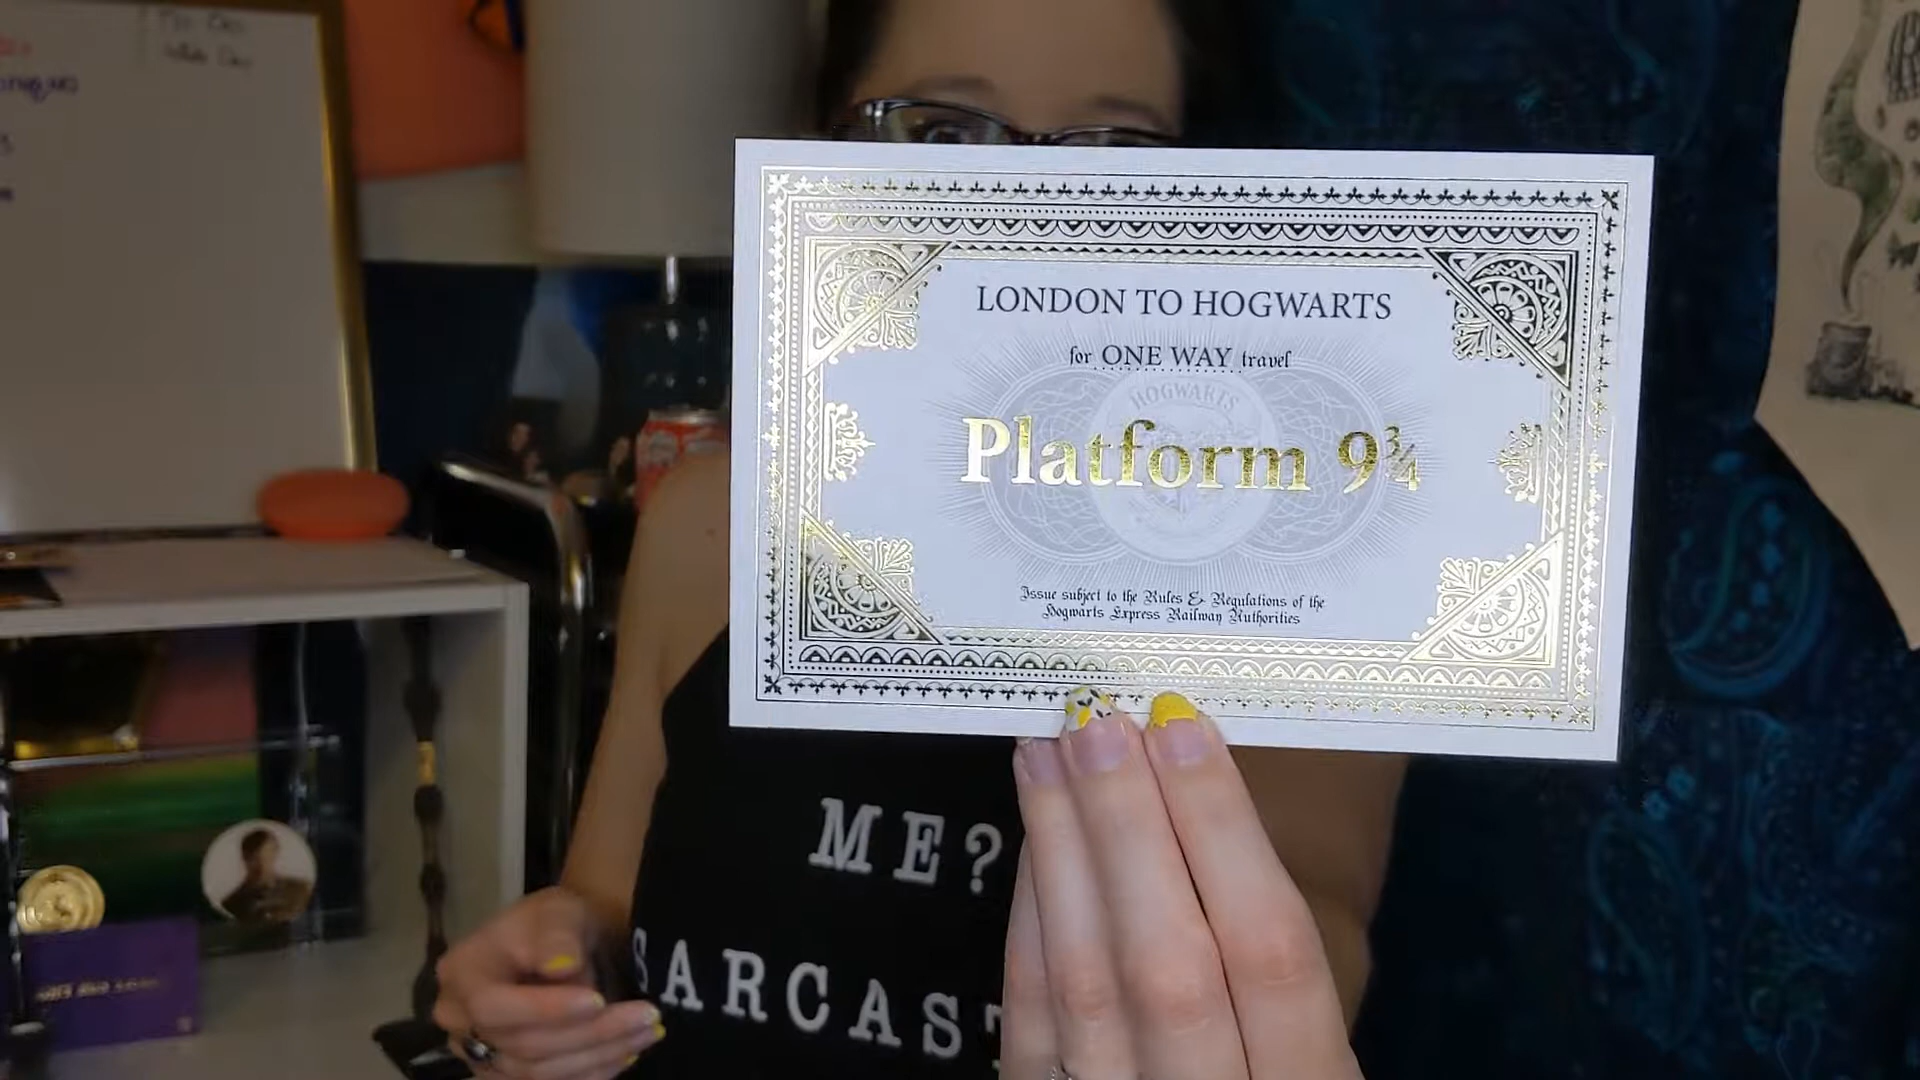 LONDON TO HOGWARTS
for ONE WAY travel
HOGWARTS
Platform 9¾
Issue subject to the Rules & Regulations of the
Hogwarts Express Railway Authorities
ME?
SARCAST